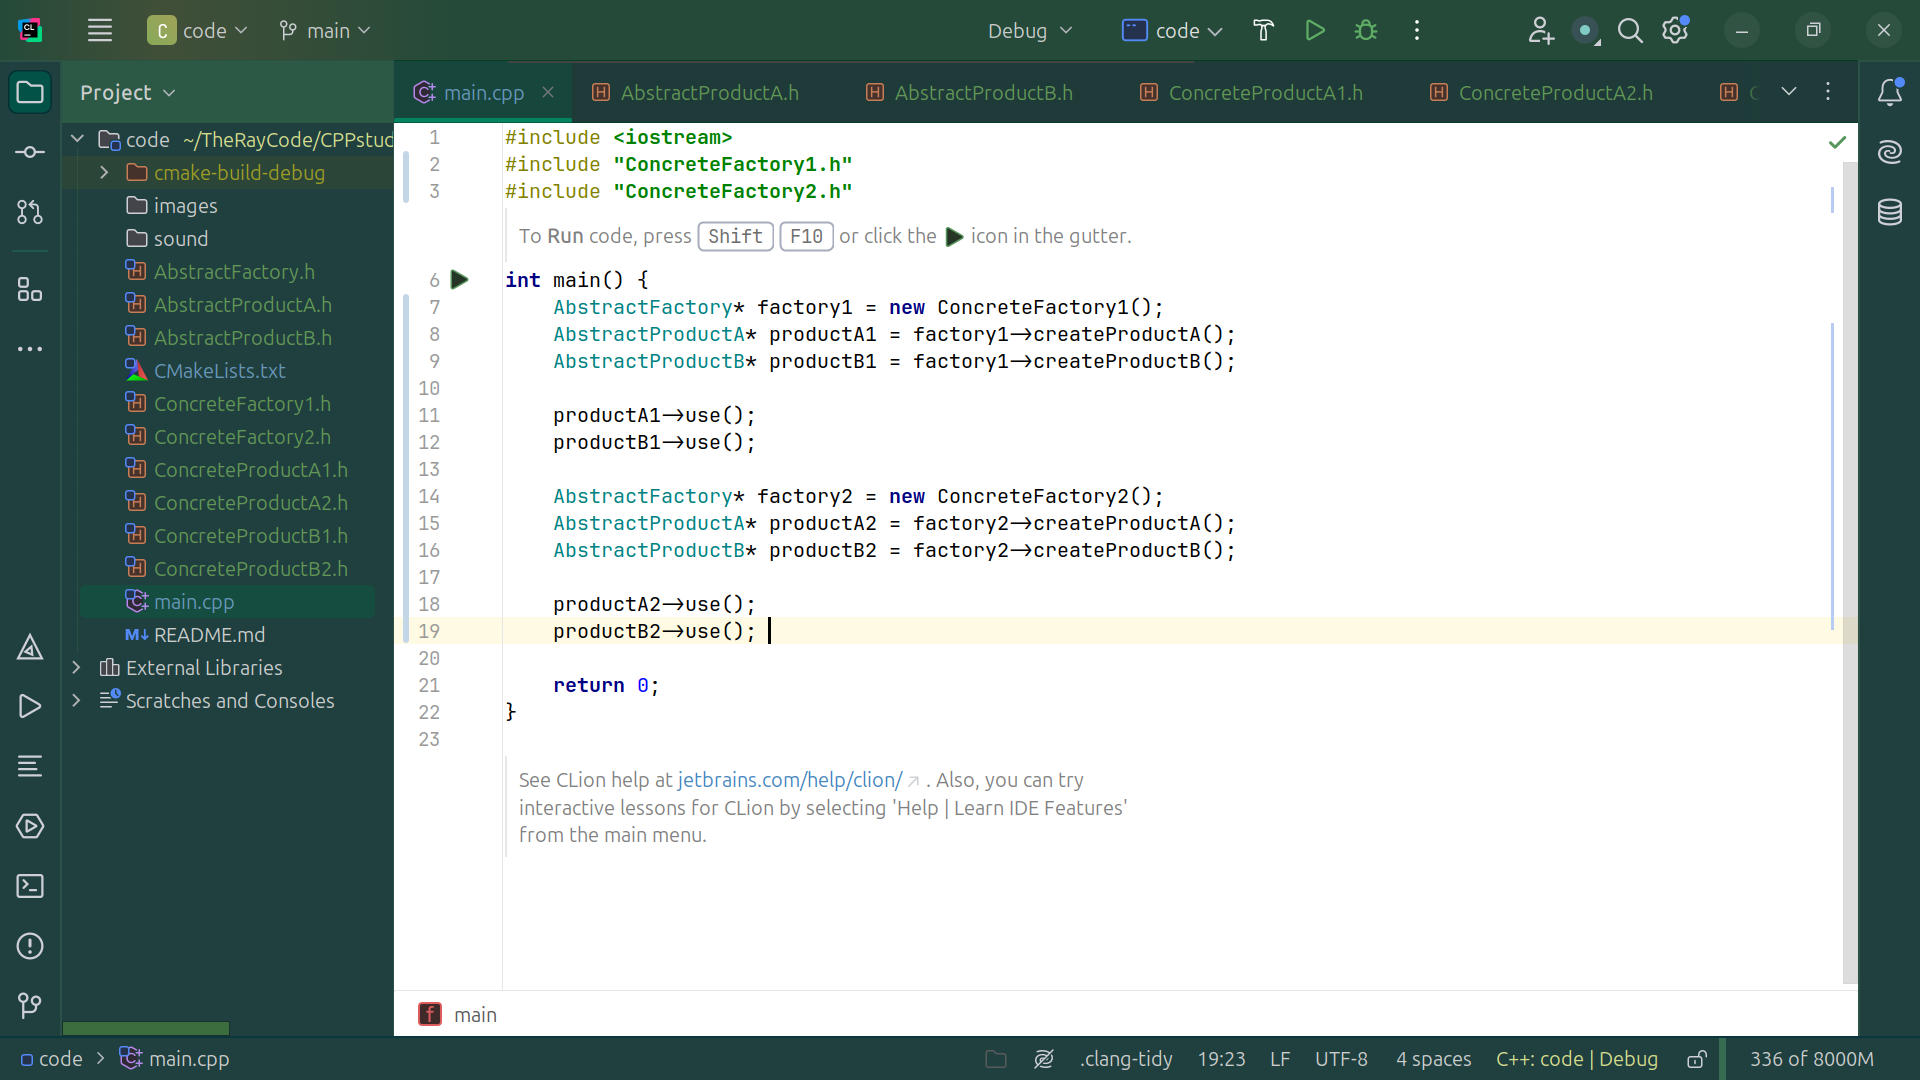 CL
C code main
Debug code
Project
main.cpp AbstractProductA.h AbstractProductB.h ConcreteProductA1.h ConcreteProductA2.h
code ~/TheRayCode/CPPstud
cmake-build-debug
images
sound
AbstractFactory.h
AbstractProductA.h
AbstractProductB.h
CMakeLists.txt
ConcreteFactory1.h
ConcreteFactory2.h
ConcreteProductA1.h
ConcreteProductA2.h
ConcreteProductB1.h
ConcreteProductB2.h
main.cpp
README.md
External Libraries
Scratches and Consoles
1 #include <iostream>
2 #include "ConcreteFactory1.h"
3 #include "ConcreteFactory2.h"
To Run code, press Shift F10 or click the icon in the gutter.
6 int main() {
7 AbstractFactory* factory1 = new ConcreteFactory1();
8 AbstractProductA* productA1 = factory1->createProductA();
9 AbstractProductB* productB1 = factory1->createProductB();
10
11 productA1->use();
12 productB1->use();
13
14 AbstractFactory* factory2 = new ConcreteFactory2();
15 AbstractProductA* productA2 = factory2->createProductA();
16 AbstractProductB* productB2 = factory2->createProductB();
17
18 productA2->use();
19 productB2->use();
20
21 return 0;
22 }
23
See CLion help at jetbrains.com/help/clion/ . Also, you can try
interactive lessons for CLion by selecting 'Help | Learn IDE Features'
from the main menu.
f main
code > main.cpp .clang-tidy 19:23 LF UTF-8 4 spaces C++: code | Debug 336 of 8000M